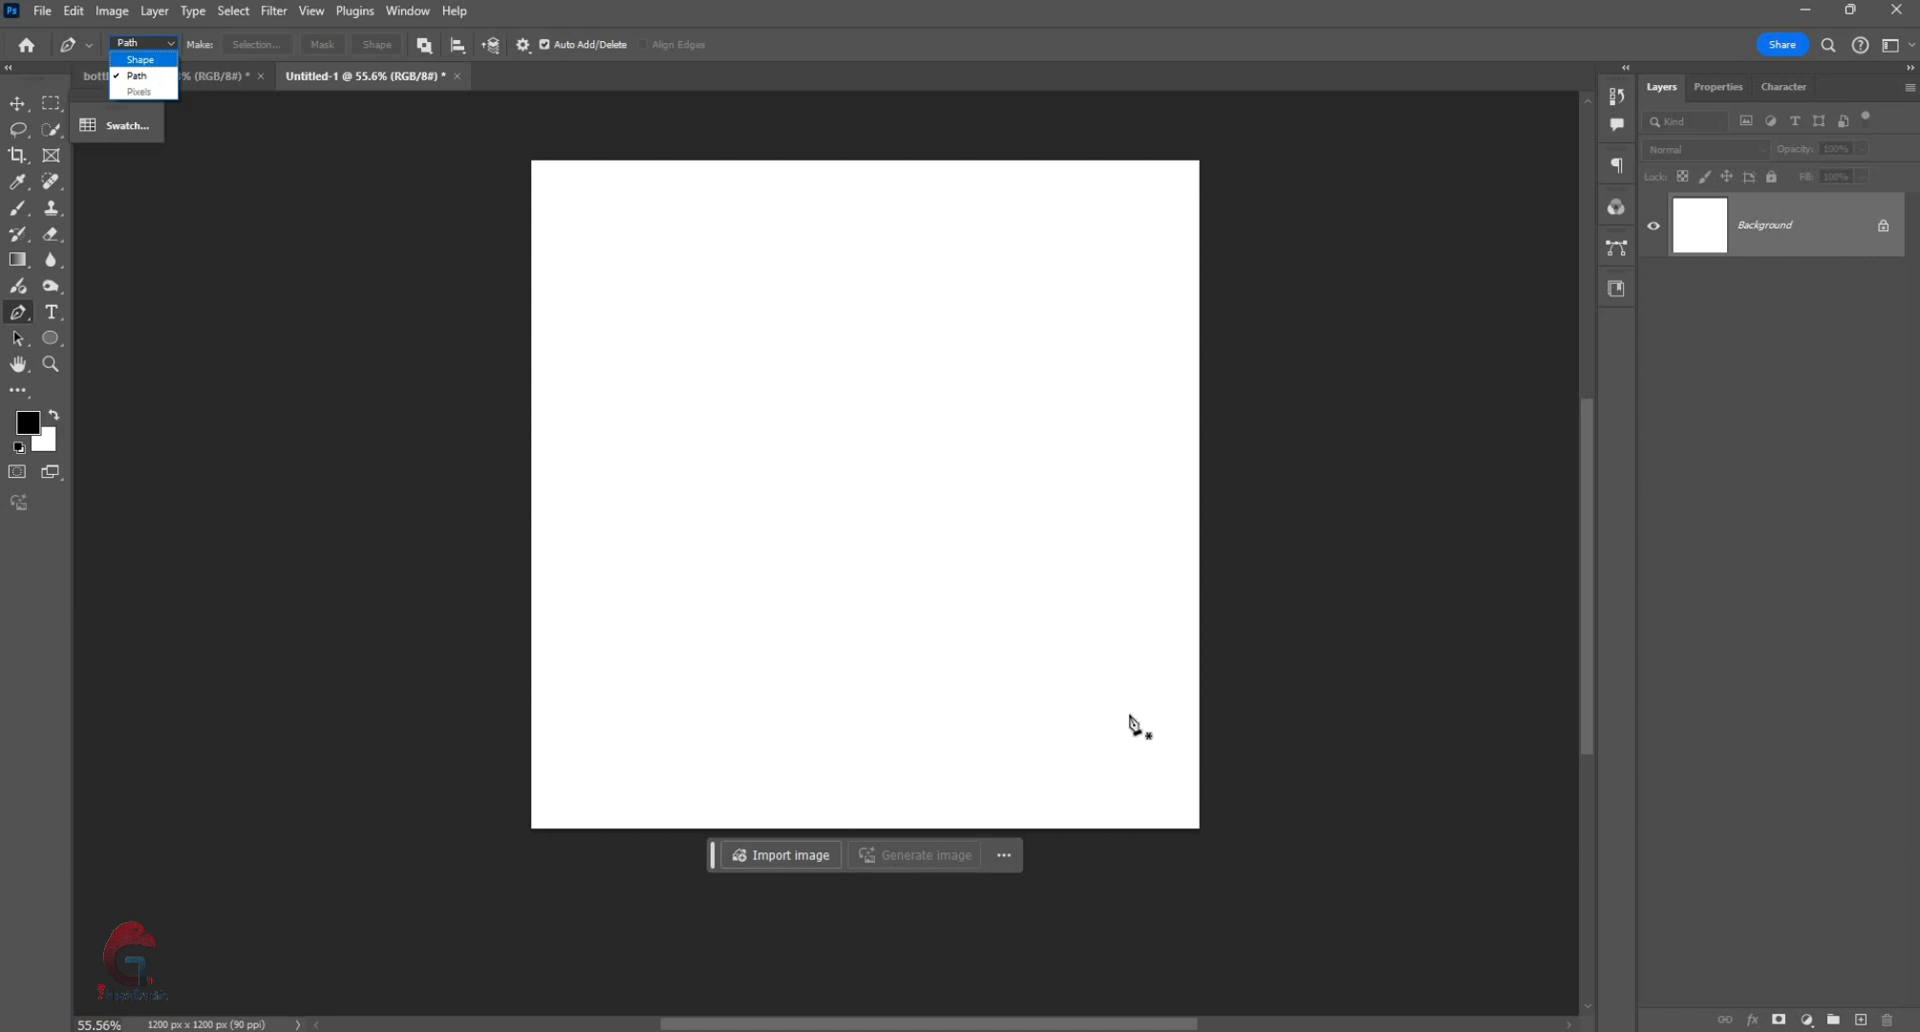 Ps File Edit Image Layer Type Select Filter View Plugins Window Help
Path Make: Selection... Mask Shape Auto Add/Delete Align Edges Share
Shape
Path
Pixels
bott % (RGB/8#) * Untitled-1 @ 55.6% (RGB/8#) *
Swatch...
Layers Properties Character
Kind
Normal Opacity: 100%
Lock: Fill: 100%
Background
Import image Generate image
55.56% 1200 px x 1200 px (90 ppi)